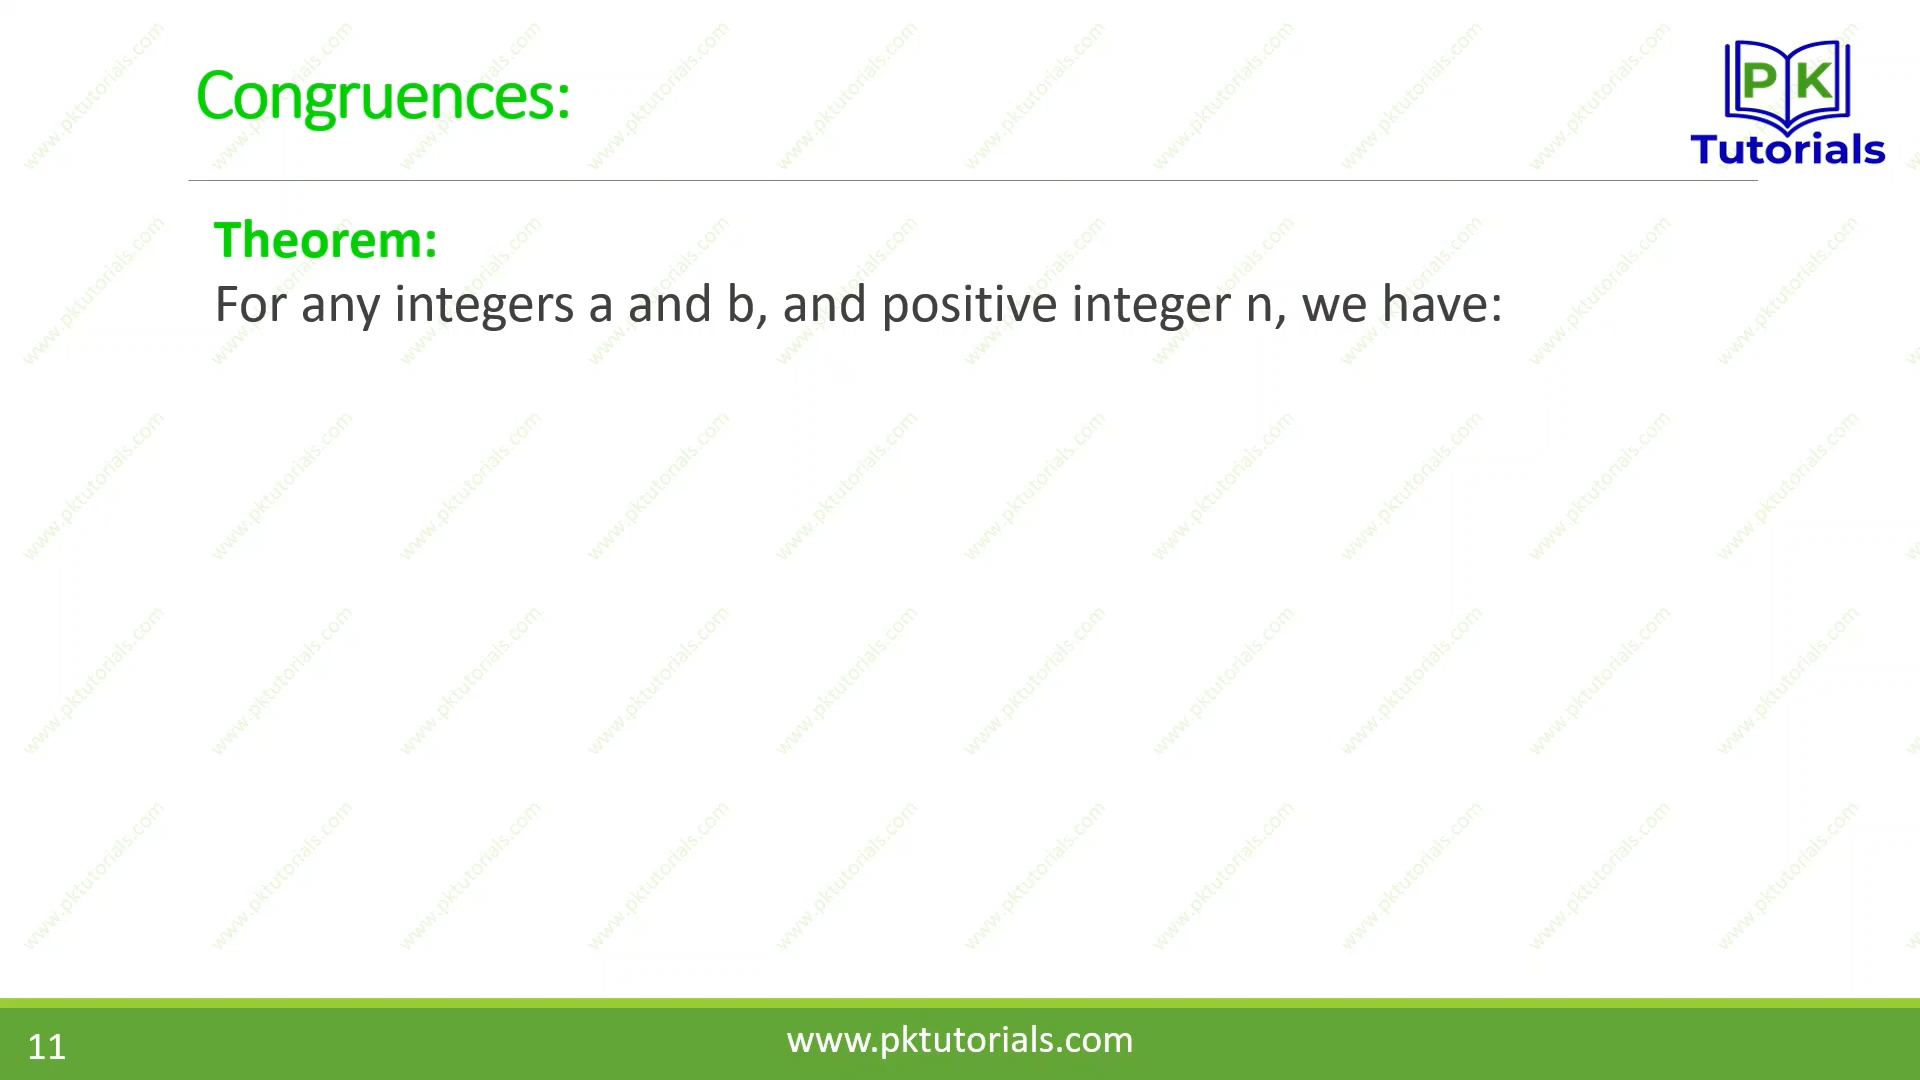 Congruences:
PK
Tutorials
Theorem:
For any integers a and b, and positive integer n, we have:
11
www.pktutorials.com